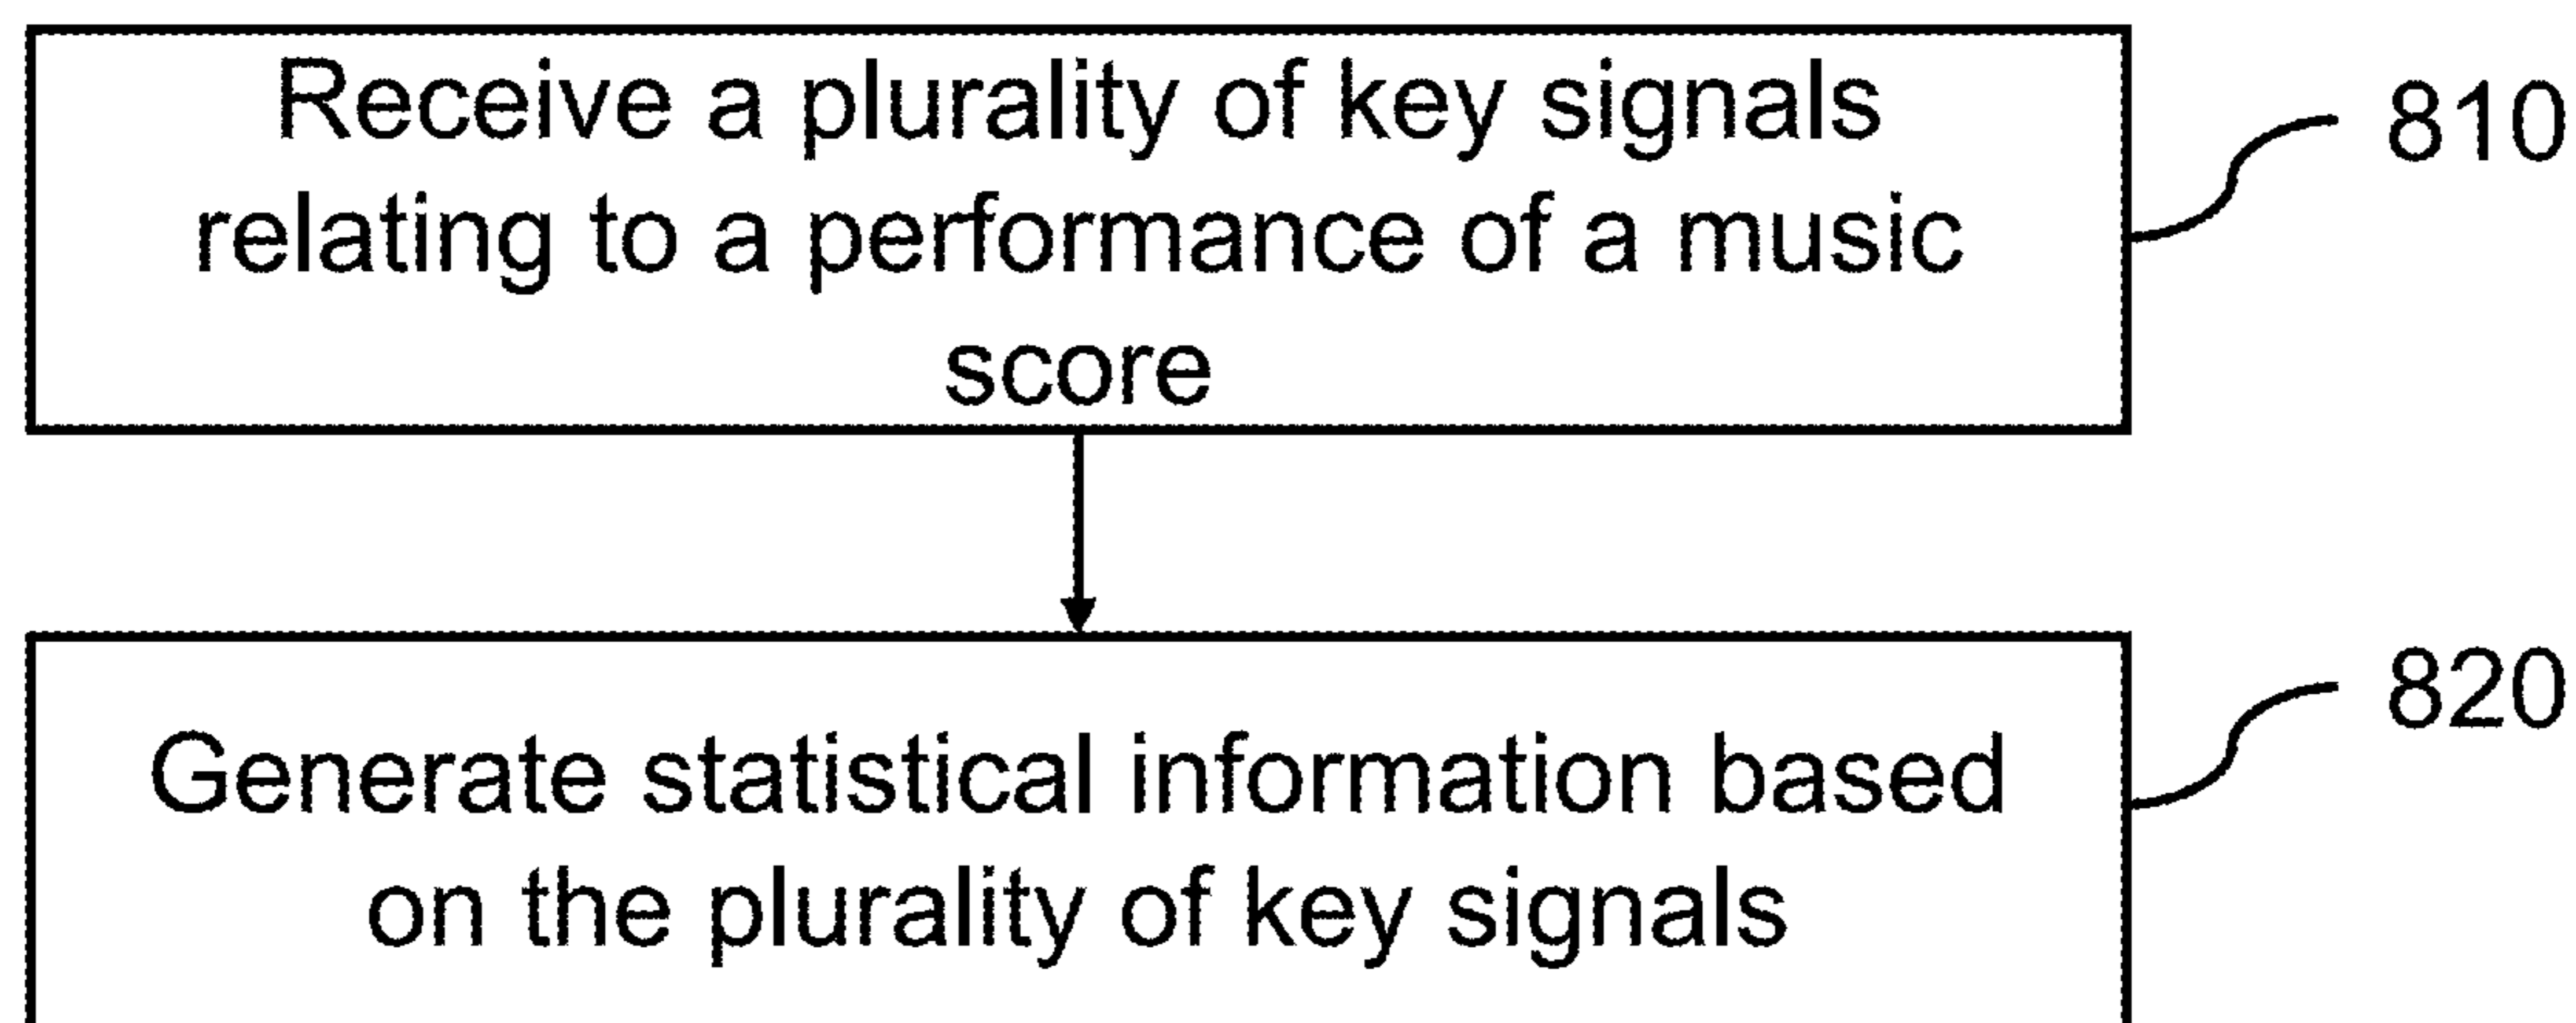 Receive a plurality of key signals
relating to a performance of a music
score
810
Generate statistical information based
on the plurality of key signals
820